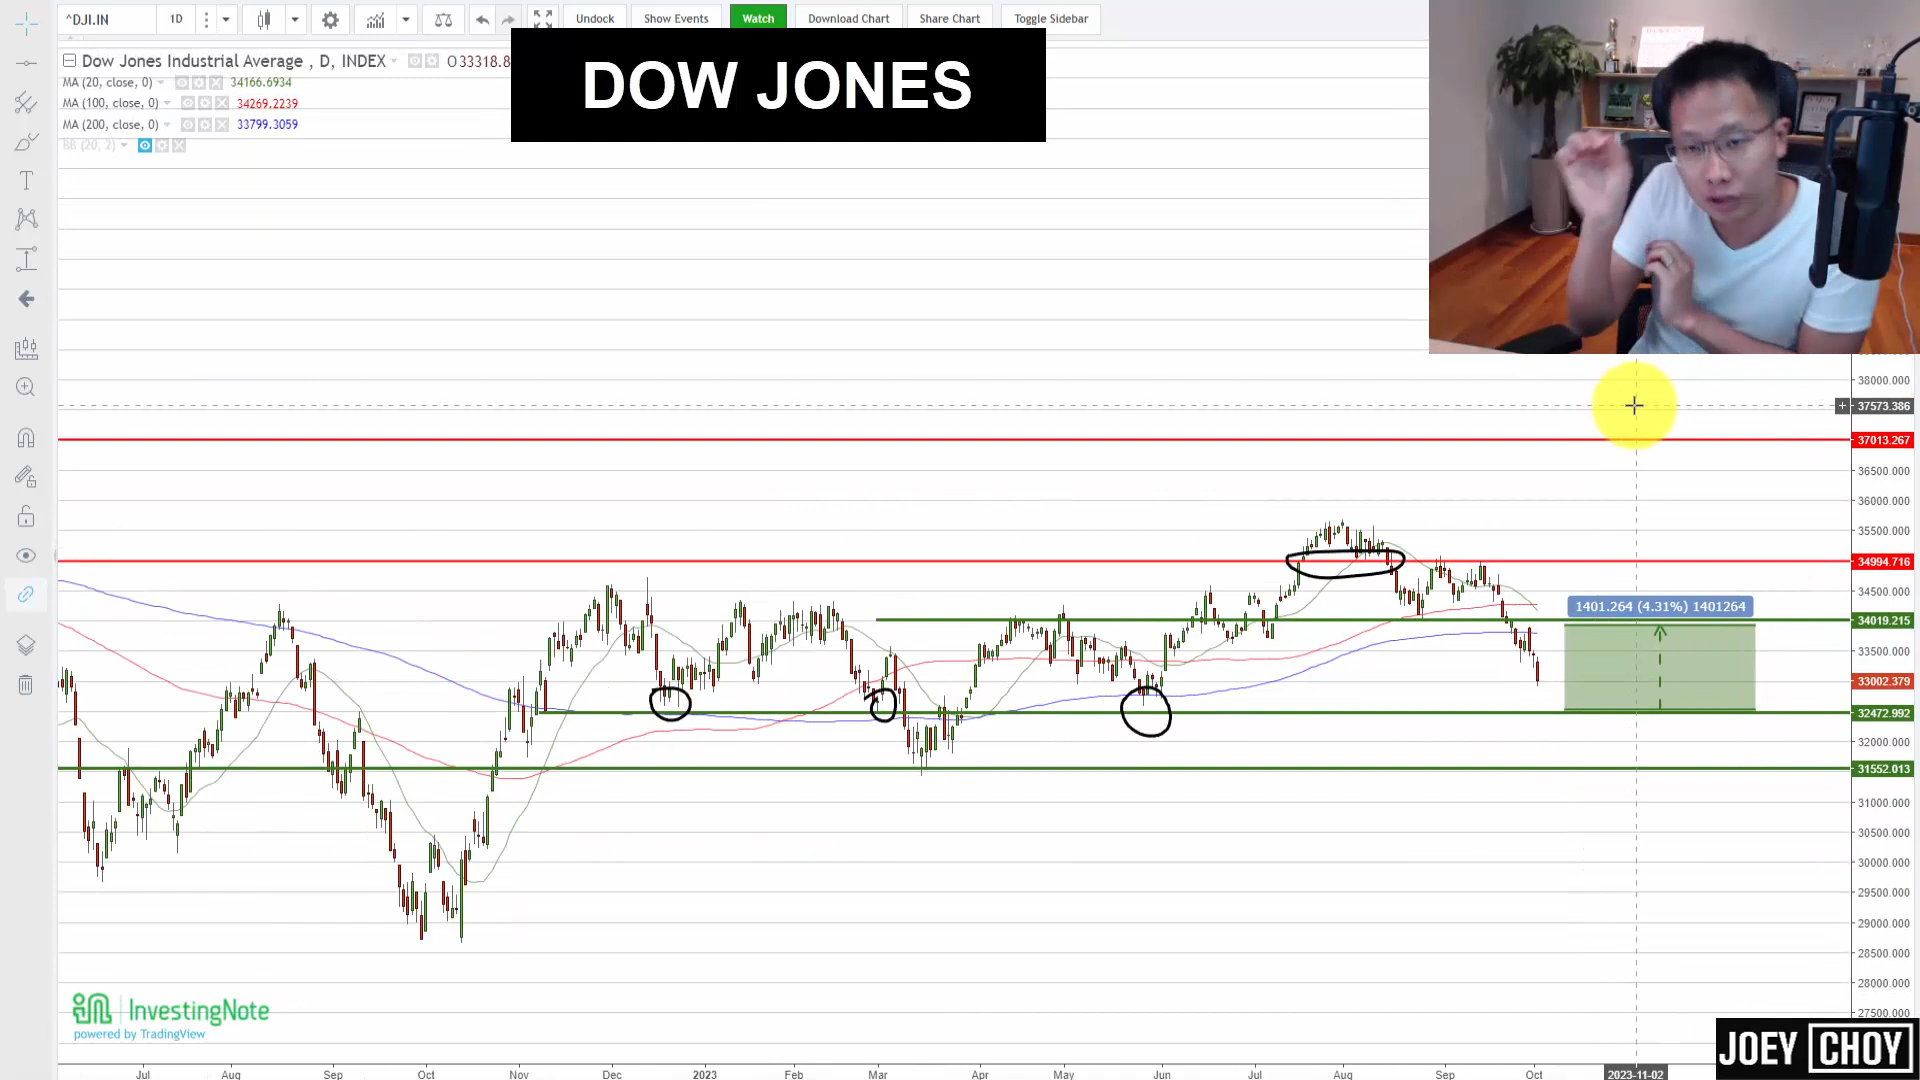 ^DJI.IN
1D
Undock
Show Events
Watch
Download Chart
Share Chart
Toggle Sidebar
Dow Jones Industrial Average , D, INDEX
O33318.8
DOW JONES
MA (20, close, 0)
34166.6934
MA (100, close, 0)
34269.2239
MA (200, close, 0)
33799.3059
BB (20, 2)
38000.000
37573.386
37013.267
36500.000
36000.000
35500.000
34994.716
34500.000
1401.264 (4.31%) 1401264
34019.215
33500.000
33002.379
32472.992
32000.000
31552.013
31000.000
30500.000
30000.000
29500.000
29000.000
28500.000
28000.000
27500.000
InvestingNote
powered by TradingView
JOEY CHOY
Jul
Aug
Sep
Oct
Nov
Dec
2023
Feb
Mar
Apr
May
Jun
Jul
Aug
Sep
Oct
2023-11-02